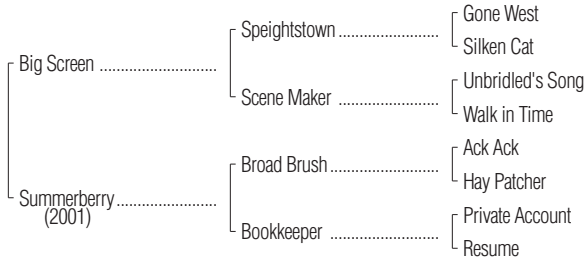 Gone West
Speightstown
Silken Cat
Big Screen
Unbridled's Song
Scene Maker
Walk in Time
Ack Ack
Broad Brush
Hay Patcher
Summerberry
(2001)
Private Account
Bookkeeper
Resume